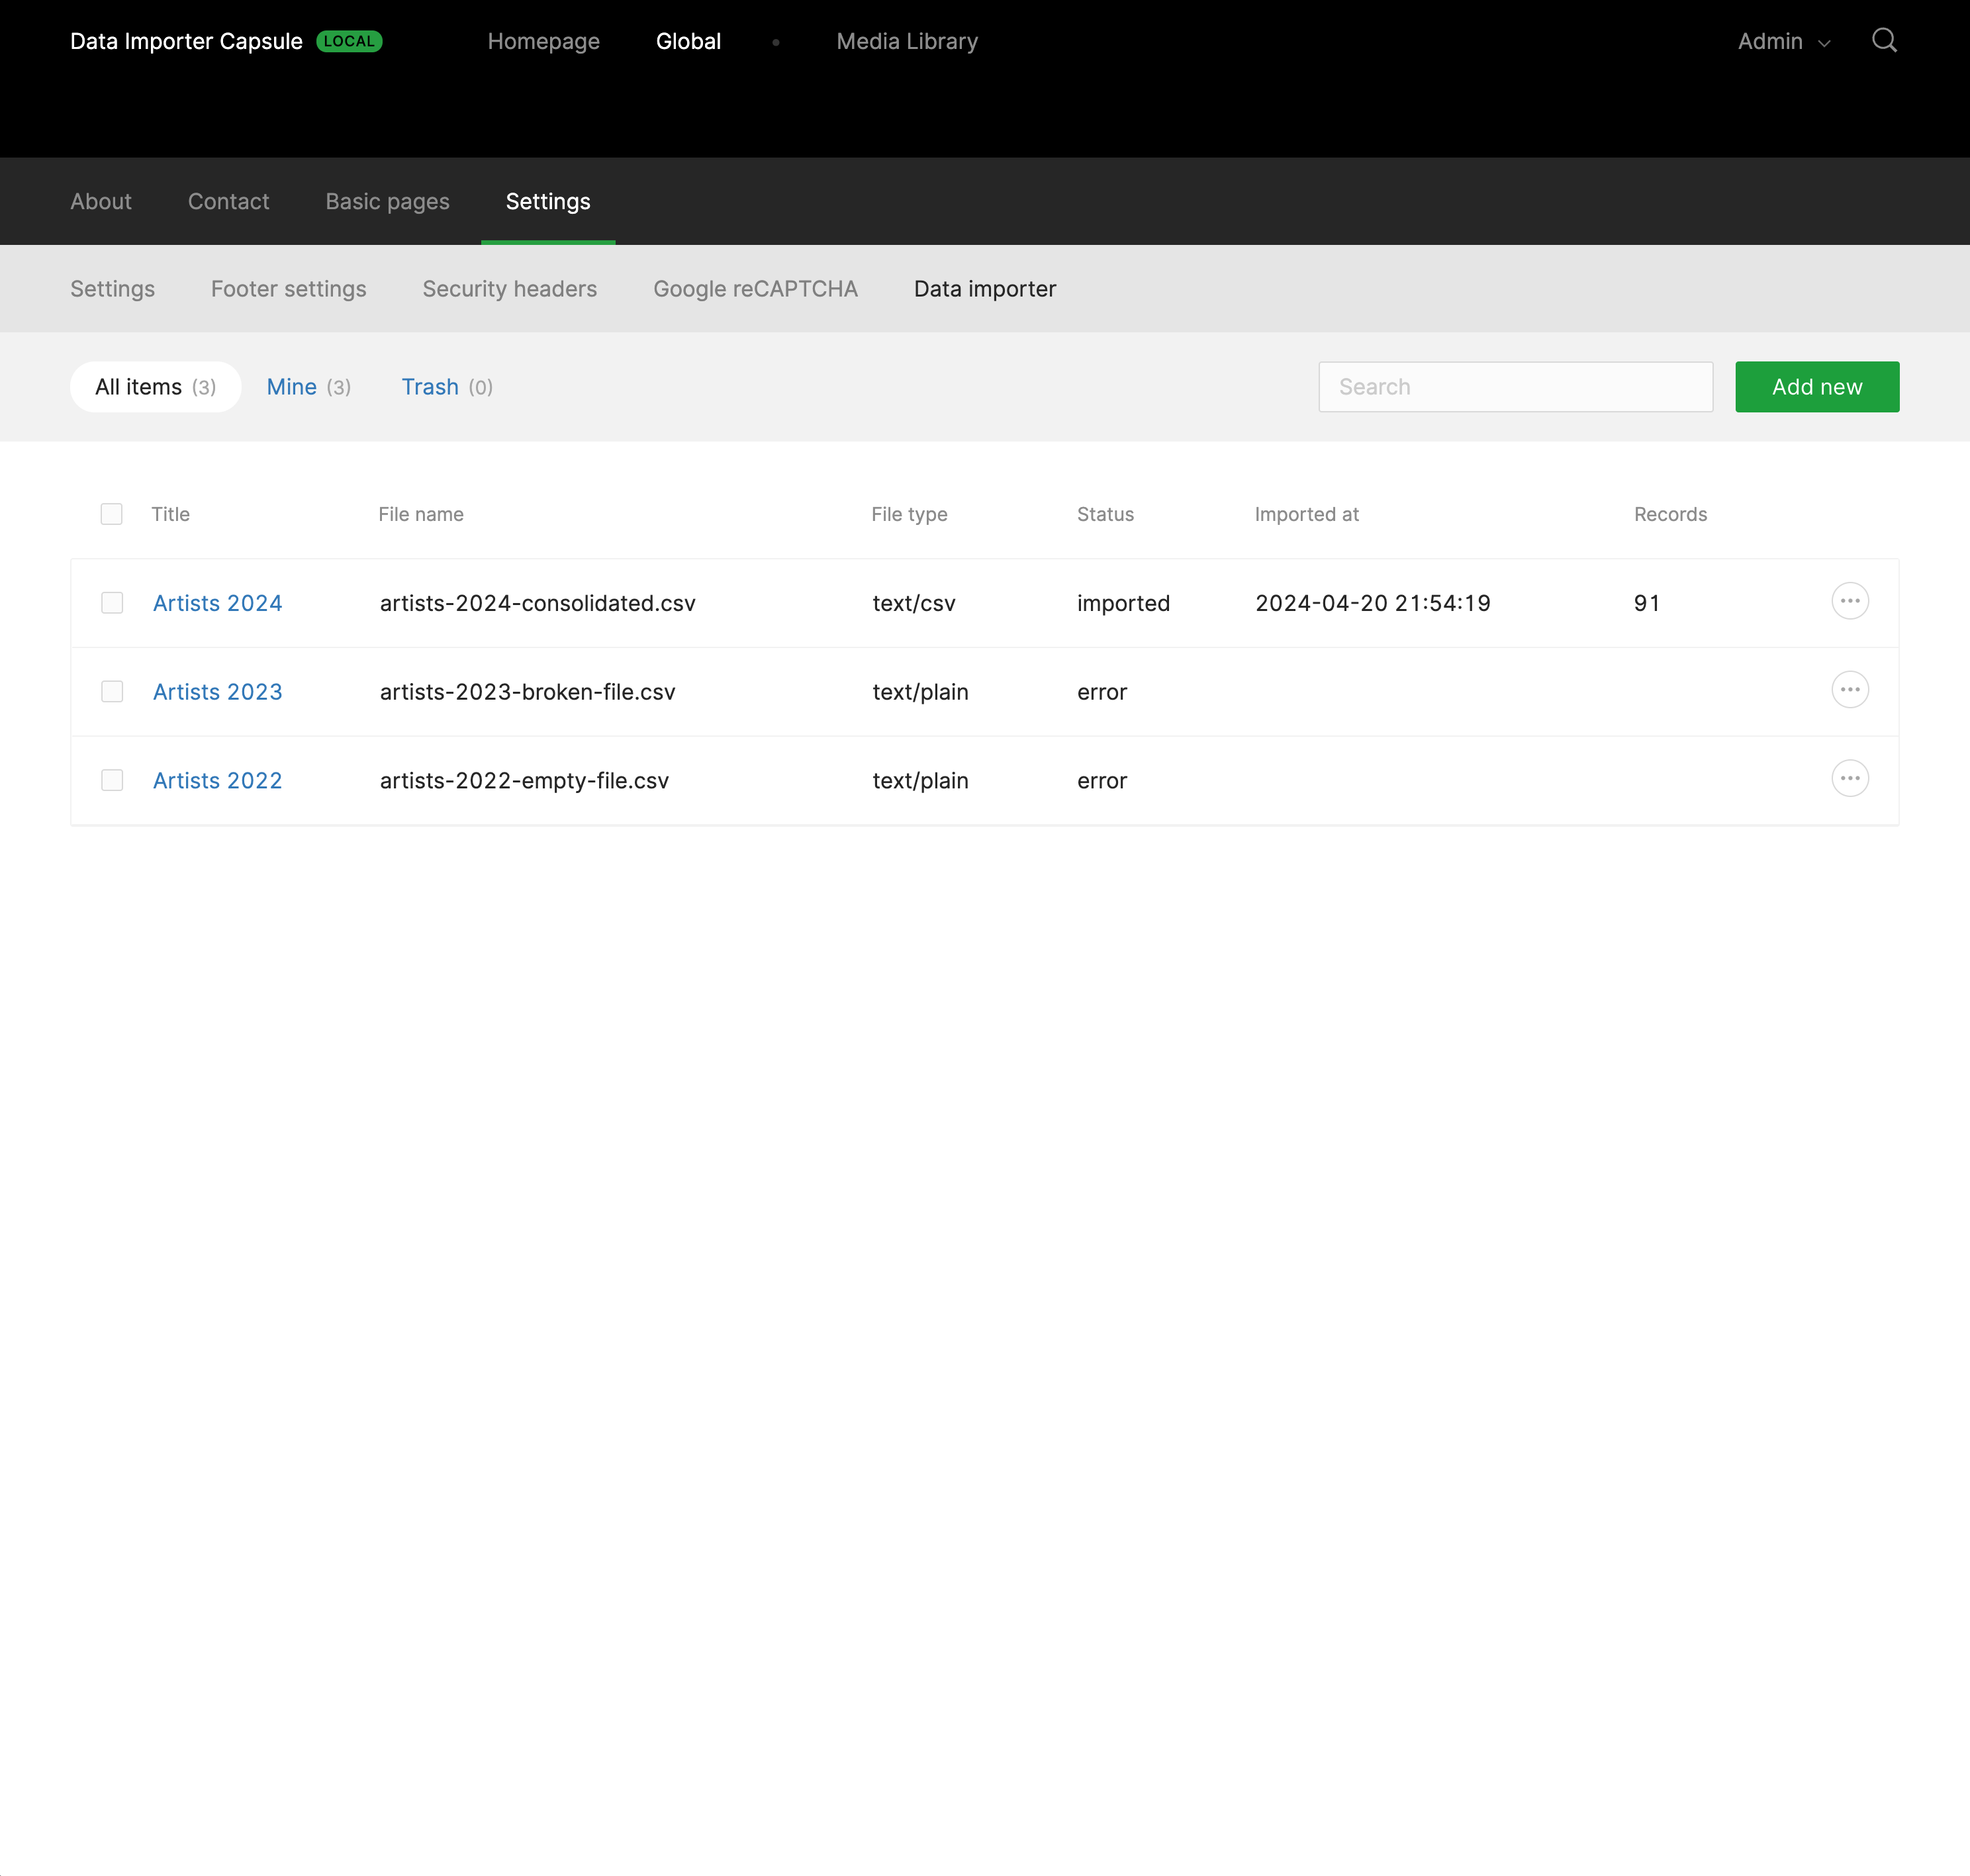 Data Importer Capsule LOCAL Homepage Global Media Library Admin
About Contact Basic pages Settings
Settings Footer settings Security headers Google reCAPTCHA Data importer
All items (3) Mine (3) Trash (0) Search Add new
Title File name File type Status Imported at Records
Artists 2024 artists-2024-consolidated.csv text/csv imported 2024-04-20 21:54:19 91
Artists 2023 artists-2023-broken-file.csv text/plain error
Artists 2022 artists-2022-empty-file.csv text/plain error